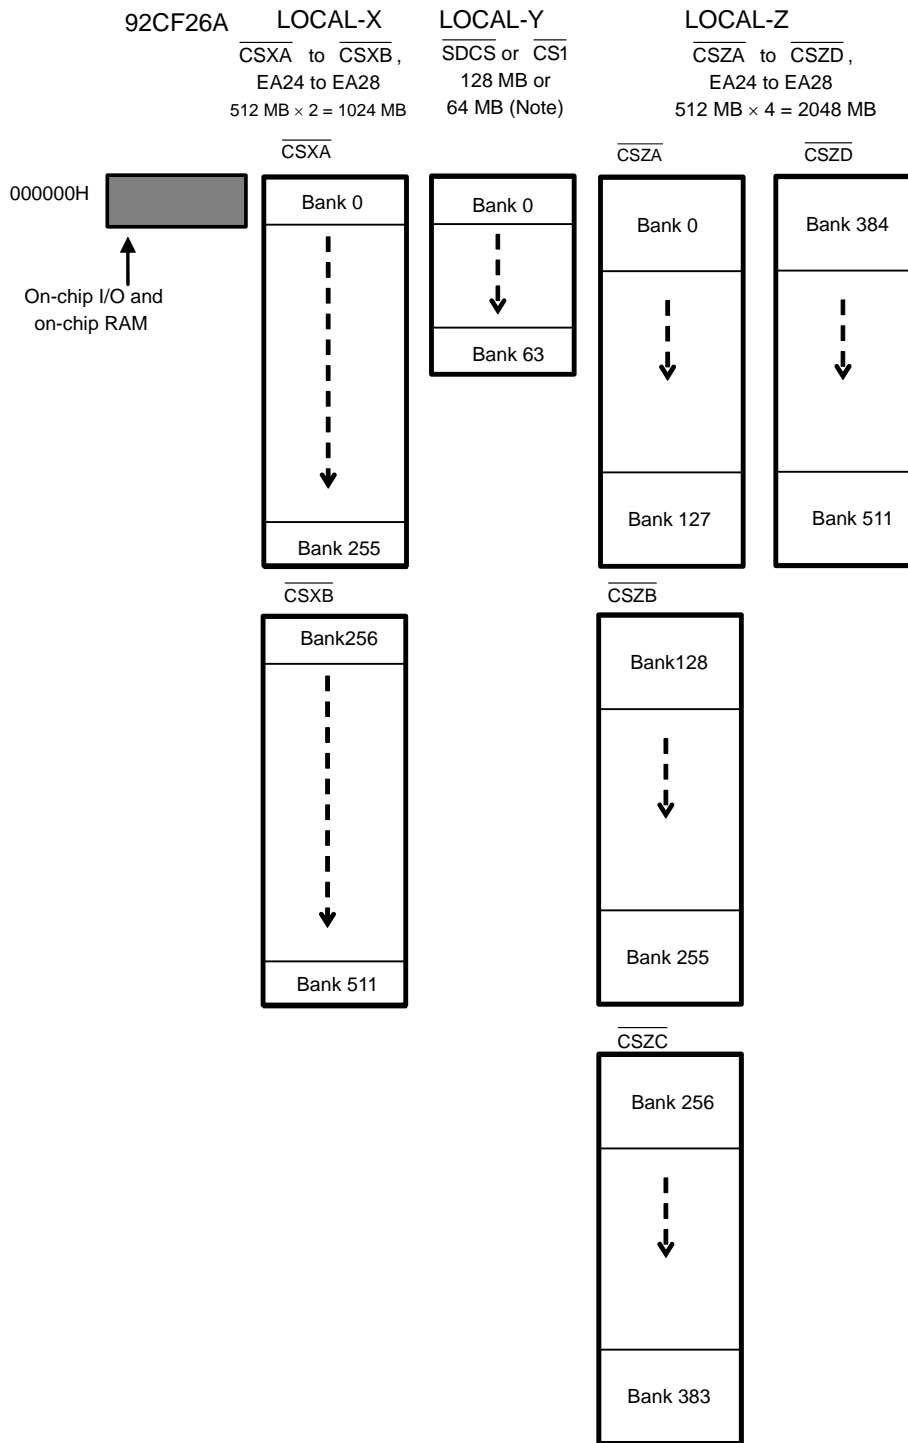 92CF26A
LOCAL-X
CSXA to CSXB,
EA24 to EA28
512 MB × 2 = 1024 MB
LOCAL-Y
SDCS or CS1
128 MB or
64 MB (Note)
LOCAL-Z
CSZA to CSZD,
EA24 to EA28
512 MB × 4 = 2048 MB
000000H
On-chip I/O and
on-chip RAM
CSXA
Bank 0
Bank 255
CSXB
Bank256
Bank 511
Bank 0
Bank 63
CSZA
Bank 0
Bank 127
CSZB
Bank128
Bank 255
CSZC
Bank 256
Bank 383
CSZD
Bank 384
Bank 511